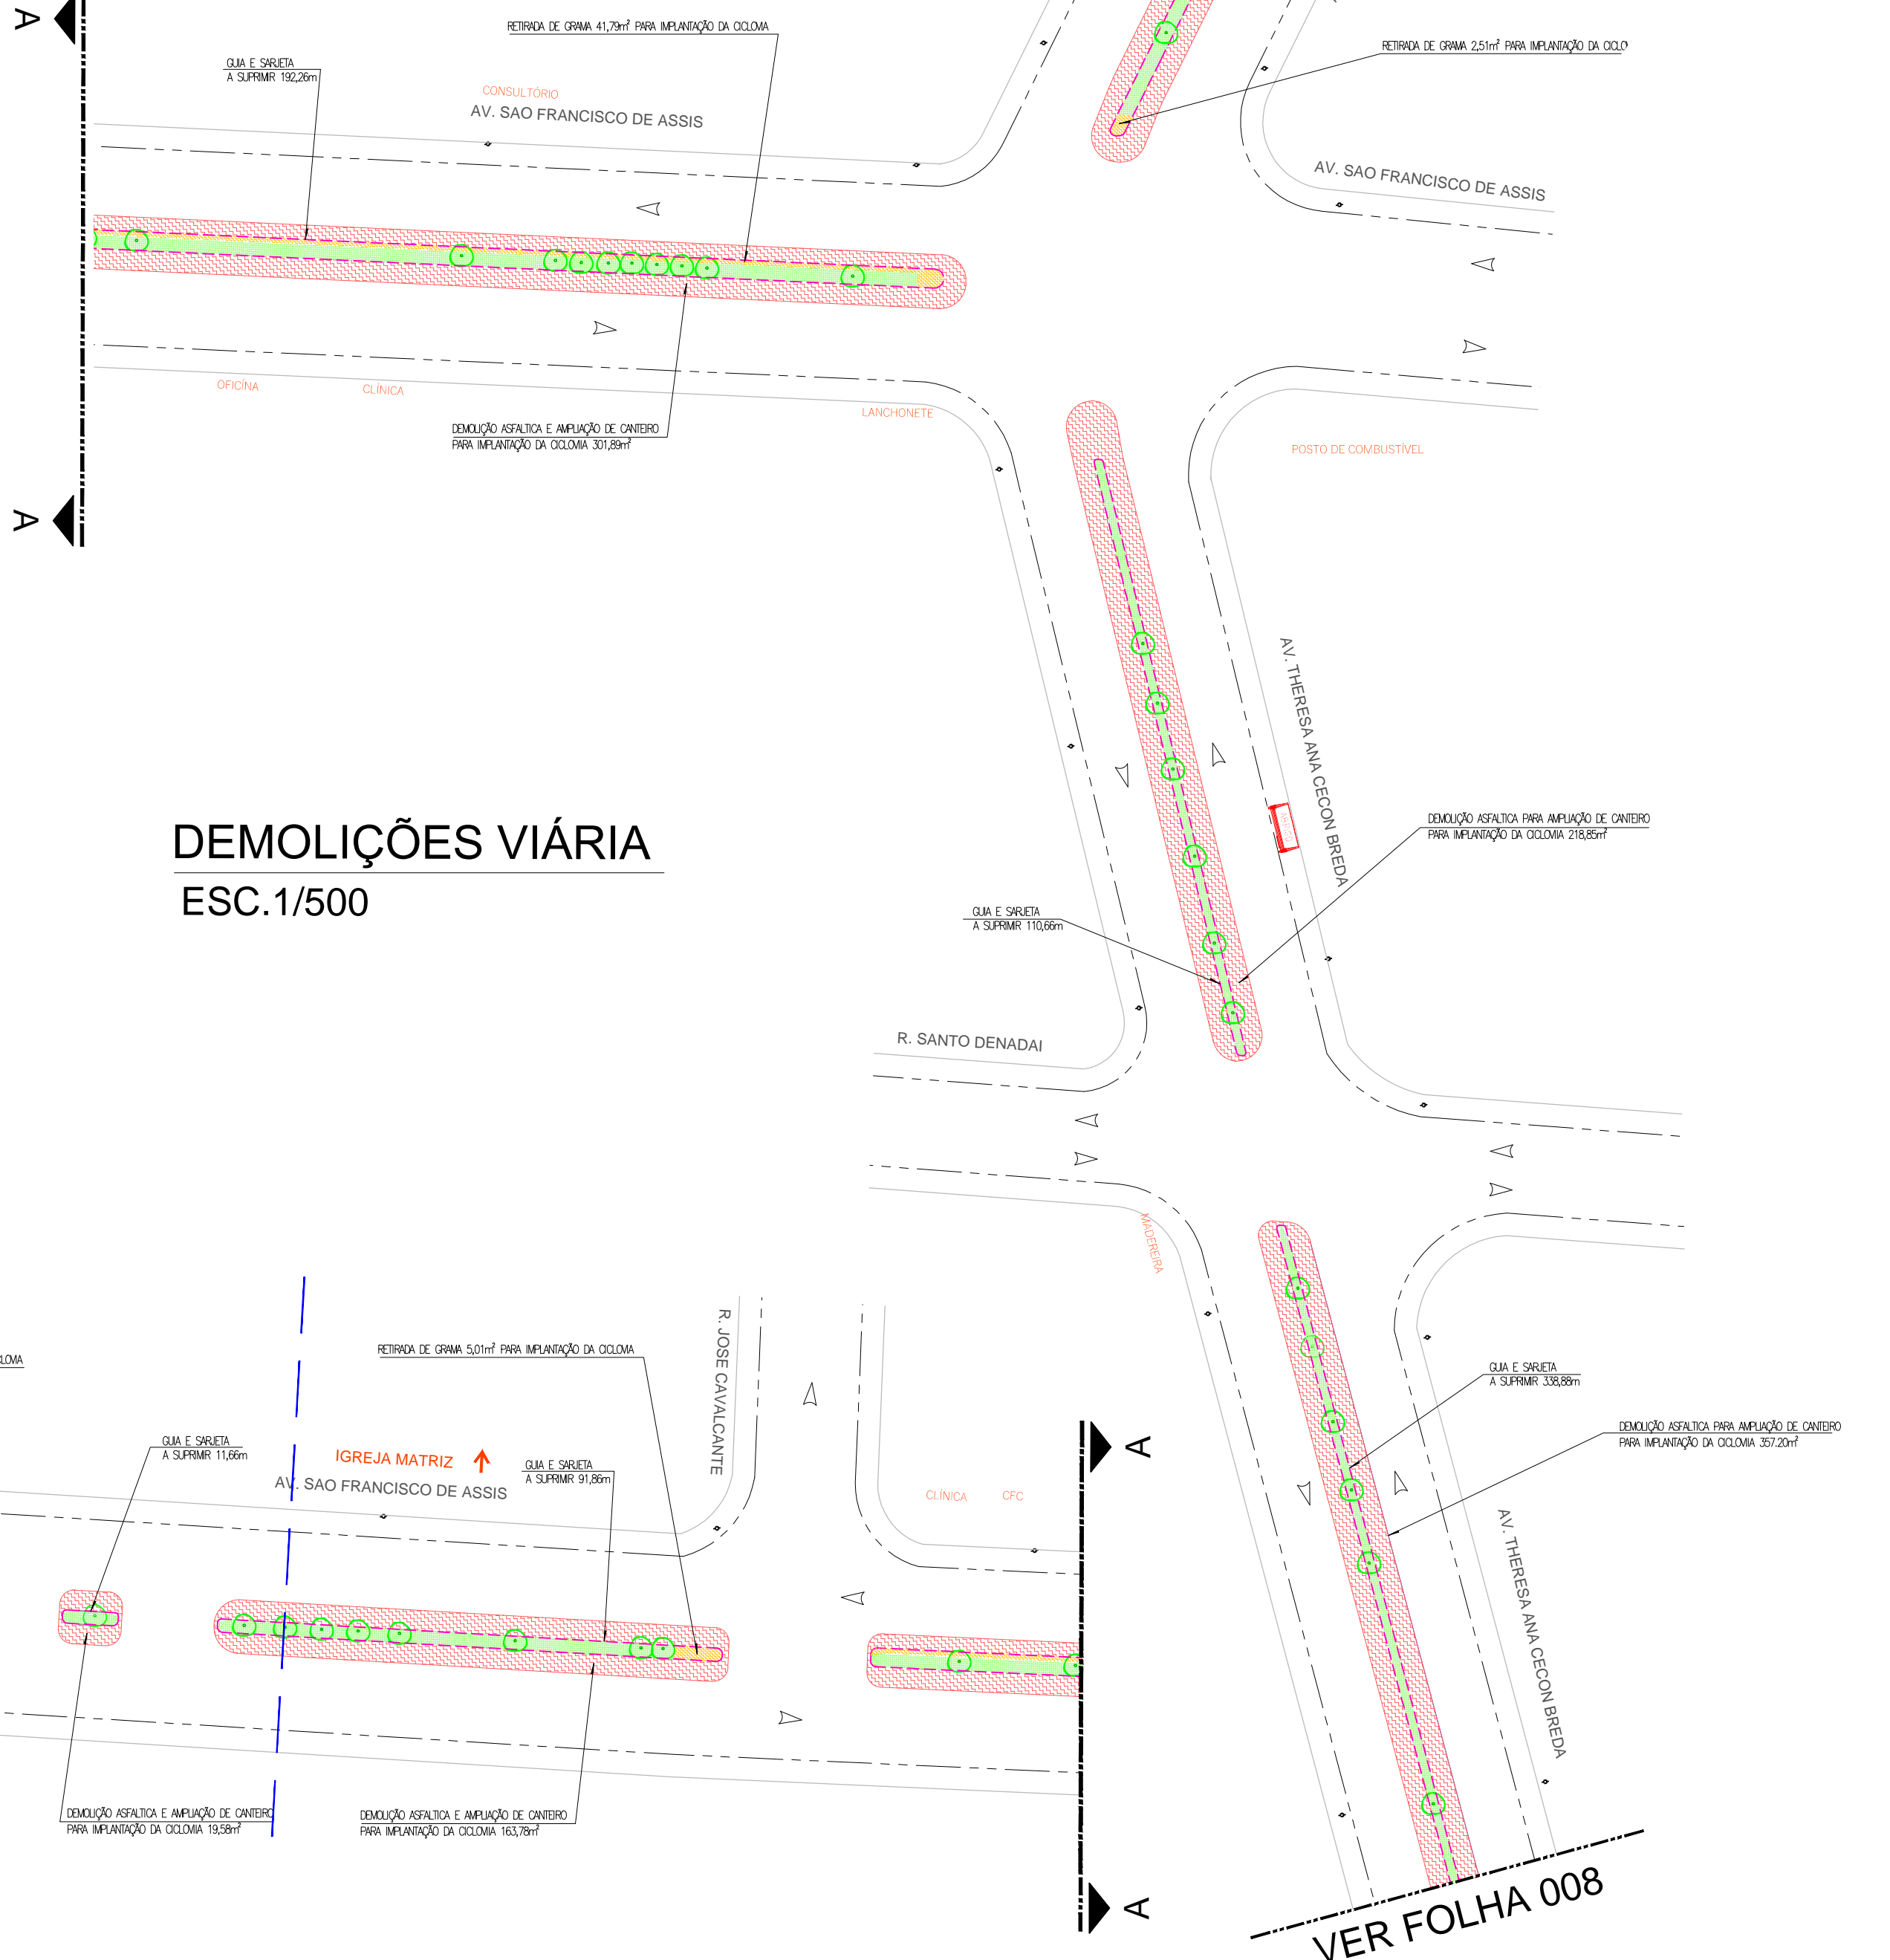 A
RETIRADA DE GRAMA 41,79m² PARA IMPLANTAÇÃO DA CICLOVIA
RETIRADA DE GRAMA 2,51m² PARA IMPLANTAÇÃO DA CICLOV
GUIA E SARJETA
A SUPRIMIR 192,26m
CONSULTÓRIO
AV. SAO FRANCISCO DE ASSIS
AV. SAO FRANCISCO DE ASSIS
OFICÍNA
CLÍNICA
LANCHONETE
DEMOLIÇÃO ASFALTICA E AMPLIAÇÃO DE CANTEIRO
PARA IMPLANTAÇÃO DA CICLOVIA 301,89m²
POSTO DE COMBUSTÍVEL
A
AV. THERESA ANA CECON BREDA
DEMOLIÇÕES VIÁRIA
ESC.1/500
DEMOLIÇÃO ASFALTICA PARA AMPLIAÇÃO DE CANTEIRO
PARA IMPLANTAÇÃO DA CICLOVIA 218,85m²
GUIA E SARJETA
A SUPRIMIR 110,66m
R. SANTO DENADAI
MADEREIRA
R. JOSE CAVALCANTE
RETIRADA DE GRAMA 5,01m² PARA IMPLANTAÇÃO DA CICLOVIA
LOVIA
GUIA E SARJETA
A SUPRIMIR 338,88m
DEMOLIÇÃO ASFALTICA PARA AMPLIAÇÃO DE CANTEIRO
PARA IMPLANTAÇÃO DA CICLOVIA 357.20m²
GUIA E SARJETA
A SUPRIMIR 11,66m
IGREJA MATRIZ
GUIA E SARJETA
A SUPRIMIR 91,86m
AV. SAO FRANCISCO DE ASSIS
CLÍNICA
CFC
A
AV. THERESA ANA CECON BREDA
DEMOLIÇÃO ASFALTICA E AMPLIAÇÃO DE CANTEIRO
PARA IMPLANTAÇÃO DA CICLOVIA 19,58m²
DEMOLIÇÃO ASFALTICA E AMPLIAÇÃO DE CANTEIRO
PARA IMPLANTAÇÃO DA CICLOVIA 163,78m²
A
VER FOLHA 008